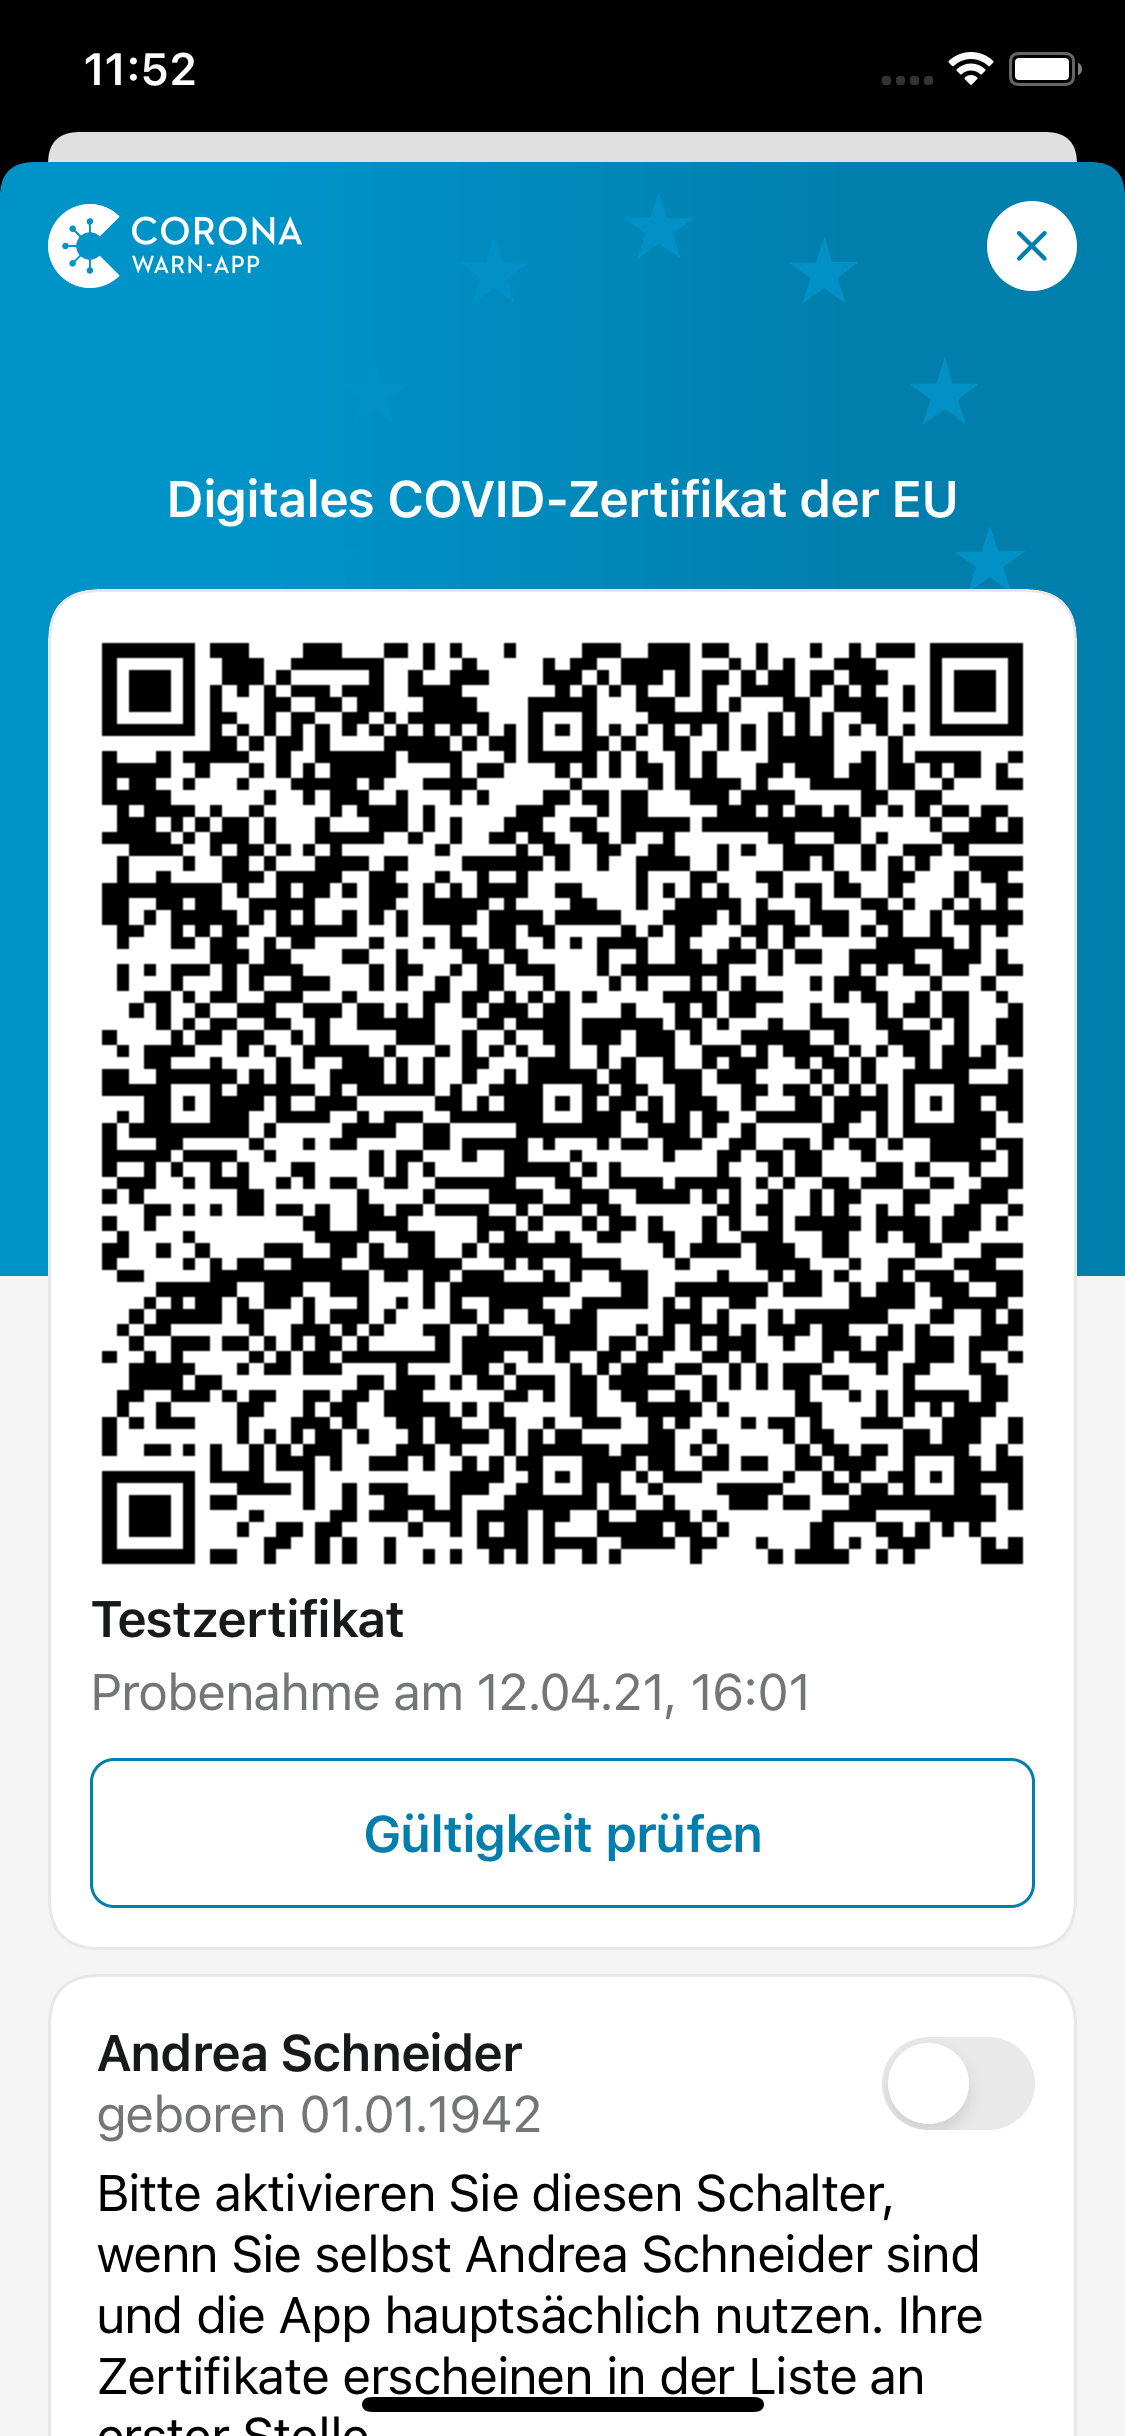 11:52
CORONA
WARN-APP
Digitales COVID-Zertifikat der EU
Testzertifikat
Probenahme am 12.04.21, 16:01
Gültigkeit prüfen
Andrea Schneider
geboren 01.01.1942
Bitte aktivieren Sie diesen Schalter,
wenn Sie selbst Andrea Schneider sind
und die App hauptsächlich nutzen. Ihre
Zertifikate erscheinen in der Liste an
erster Stelle.